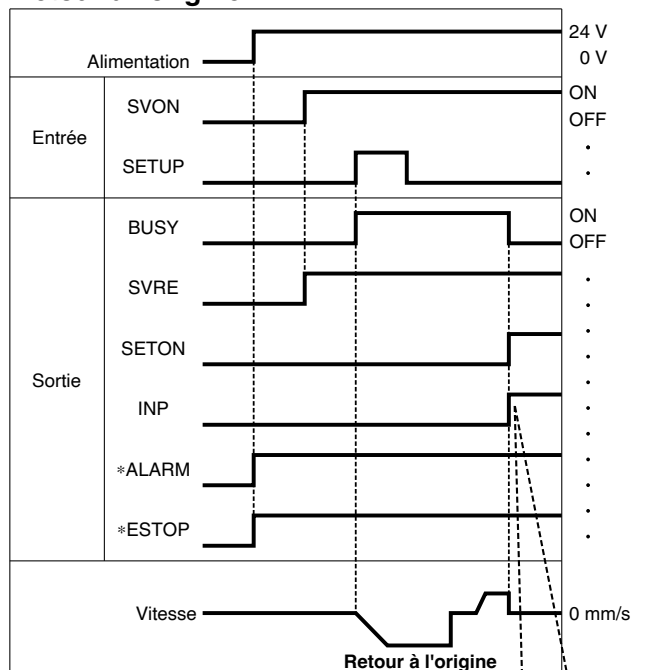 24 V
Alimentation
0 V
Entrée
SVON
ON
OFF
SETUP
Sortie
BUSY
ON
OFF
SVRE
SETON
INP
*ALARM
*ESTOP
Vitesse
0 mm/s
Retour à l'origine